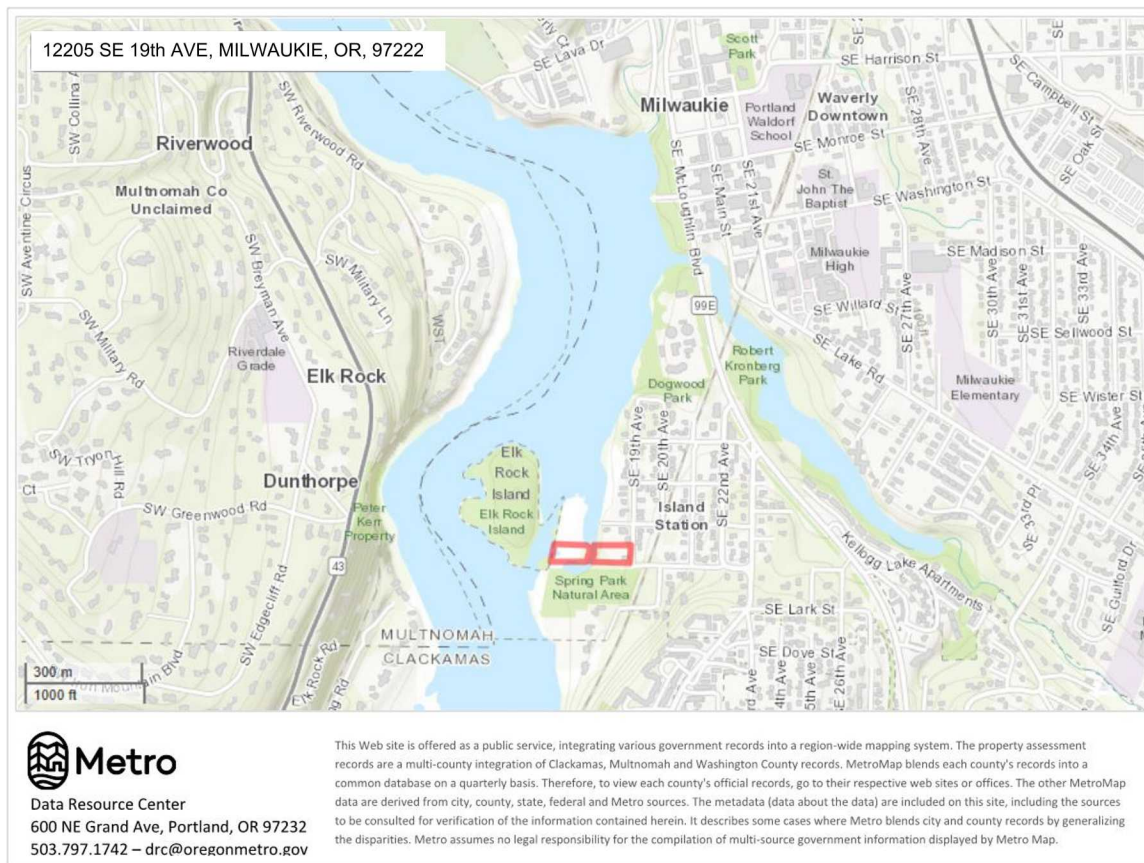 12205 SE 19th AVE, MILWAUKIE, OR, 97222
SW Collina Ave
SW Riverwood Rd
SE Lava Dr
Scott
Park
SE Harrison St
SE Campbell St
SE Oak St
Milwaukie
Portland
Waldorf
School
Waverly
Downtown
SE 28th Ave
SE Monroe St
Riverwood
Multnomah Co
Unclaimed
SW Aventine Circus
SW Breyman Ave
SW Military Ln
SW Military Rd
SE McLoughlin Blvd
SE Main St
SE 21st Ave
St.
John The
Baptist
SE Washington St
Milwaukie
High
SE Madison St
SE 27th Ave
SE 30th Ave
SE 31st Ave
SE 33rd Ave
99E
SE Willard St
SE Sellwood St
SE Lake Rd
WST
Riverdale
Grade
Elk Rock
Robert
Kronberg
Park
Dogwood
Park
Milwaukie
Elementary
SE Wister St
SE 34th Ave
SE 19th Ave
SE 20th Ave
SE 22nd Ave
SW Tryon Hill Rd
Ct
Dunthorpe
SW Greenwood Rd
Peter
Kerr
Property
Elk
Rock
Island
Elk Rock
Island
Island
Station
SE 33rd Pl
SE Guilford Dr
Kellogg Lake Apartments
43
Spring Park
Natural Area
SW Edgecliff Rd
SE Lark St
MULTNOMAH
CLACKAMAS
SE Dove St
SE 26th Ave
Elk Rock Rd
300 m
1000 ft
Metro
Data Resource Center
600 NE Grand Ave, Portland, OR 97232
503.797.1742 – drc@oregonmetro.gov
This Web site is offered as a public service, integrating various government records into a region-wide mapping system. The property assessment
records are a multi-county integration of Clackamas, Multnomah and Washington County records. MetroMap blends each county's records into a
common database on a quarterly basis. Therefore, to view each county's official records, go to their respective web sites or offices. The other MetroMap
data are derived from city, county, state, federal and Metro sources. The metadata (data about the data) are included on this site, including the sources
to be consulted for verification of the information contained herein. It describes some cases where Metro blends city and county records by generalizing
the disparities. Metro assumes no legal responsibility for the compilation of multi-source government information displayed by Metro Map.